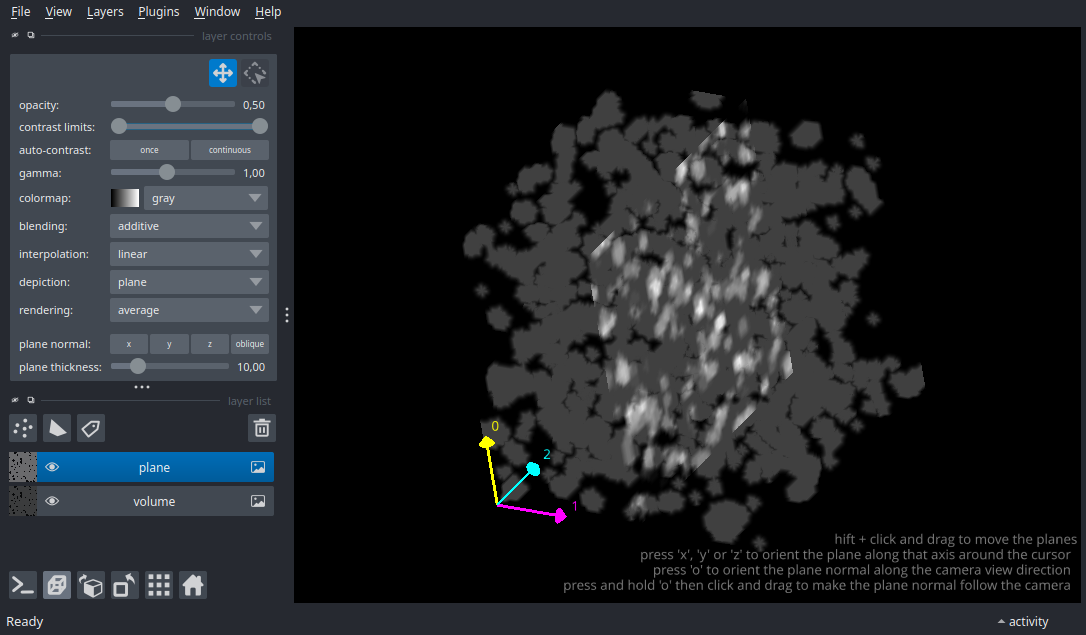 File View Layers Plugins Window Help
layer controls
opacity: 0,50
contrast limits:
auto-contrast: once continuous
gamma: 1,00
colormap: gray
blending: additive
interpolation: linear
depiction: plane
rendering: average
plane normal: x y z oblique
plane thickness: 10,00
layer list
plane
volume
0
2
1
hift + click and drag to move the planes
press 'x', 'y' or 'z' to orient the plane along that axis around the cursor
press 'o' to orient the plane normal along the camera view direction
press and hold 'o' then click and drag to make the plane normal follow the camera
Ready
activity